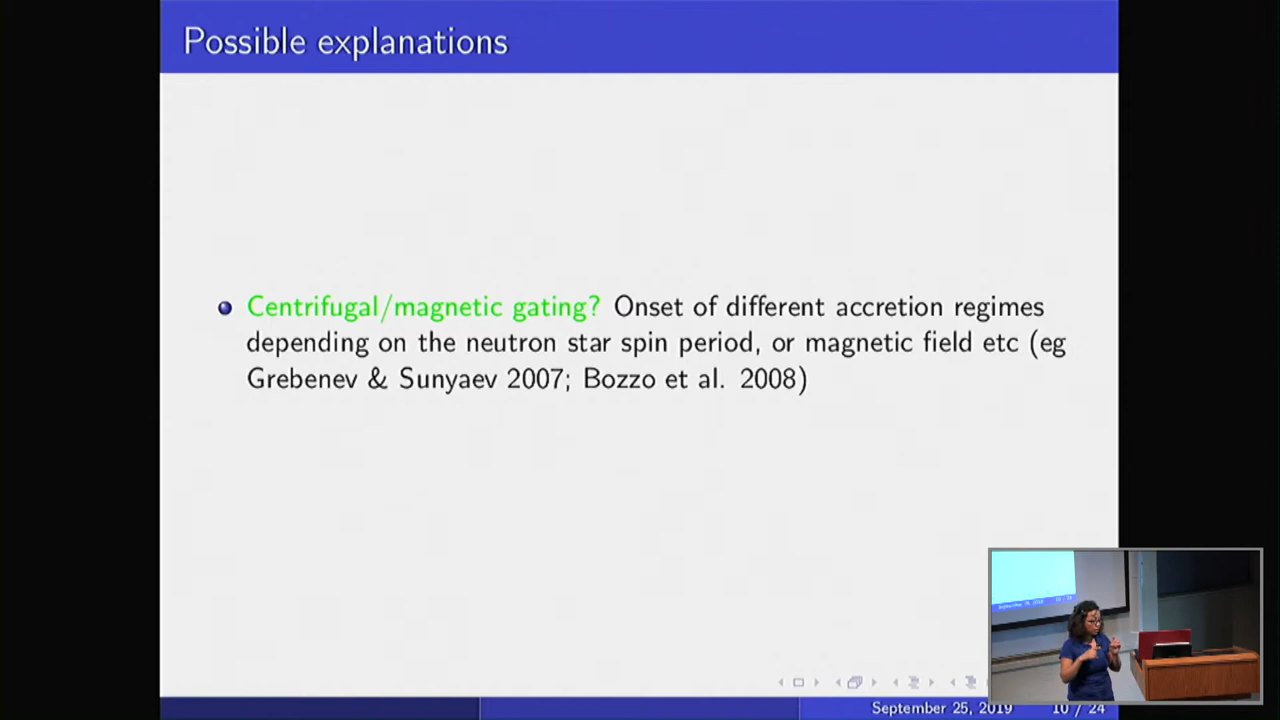 Possible explanations
Centrifugal/magnetic gating? Onset of different accretion regimes
depending on the neutron star spin period, or magnetic field etc (eg
Grebenev & Sunyaev 2007; Bozzo et al. 2008)
September 25, 2019 10 / 24